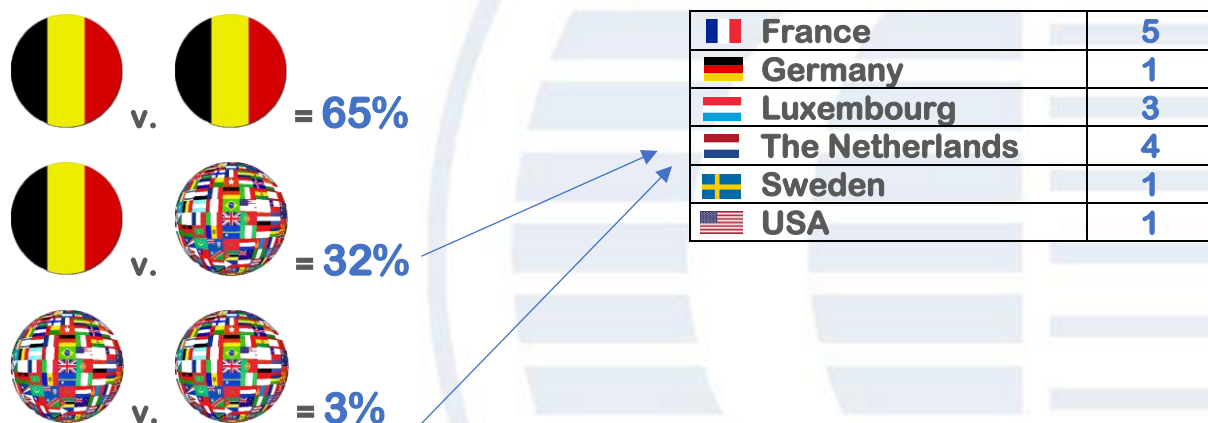 v. = 65%
v. = 32%
v. = 3%
France 5
Germany 1
Luxembourg 3
The Netherlands 4
Sweden 1
USA 1